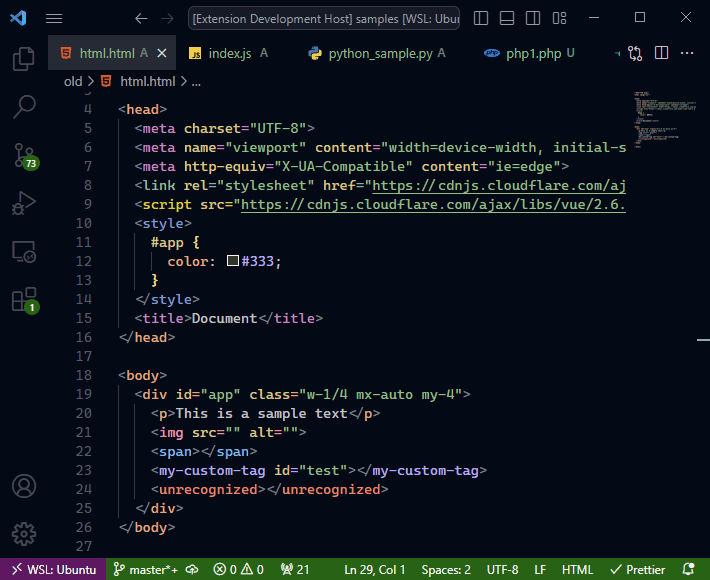 [Extension Development Host] samples [WSL: Ubun
html.html A
JS index.js A
python_sample.py A
php php1.php U
old > html.html > ...
4 <head>
5 <meta charset="UTF-8">
6 <meta name="viewport" content="width=device-width, initial-s
7 <meta http-equiv="X-UA-Compatible" content="ie=edge">
8 <link rel="stylesheet" href="https://cdnjs.cloudflare.com/aj
9 <script src="https://cdnjs.cloudflare.com/ajax/libs/vue/2.6.
10 <style>
11 #app {
12 color: #333;
13 }
14 </style>
15 <title>Document</title>
16 </head>
17
18 <body>
19 <div id="app" class="w-1/4 mx-auto my-4">
20 <p>This is a sample text</p>
21 <img src="" alt="">
22 <span></span>
23 <my-custom-tag id="test"></my-custom-tag>
24 <unrecognized></unrecognized>
25 </div>
26 </body>
27
73
1
WSL: Ubuntu master*+ 0 0 21 Ln 29, Col 1 Spaces: 2 UTF-8 LF HTML Prettier